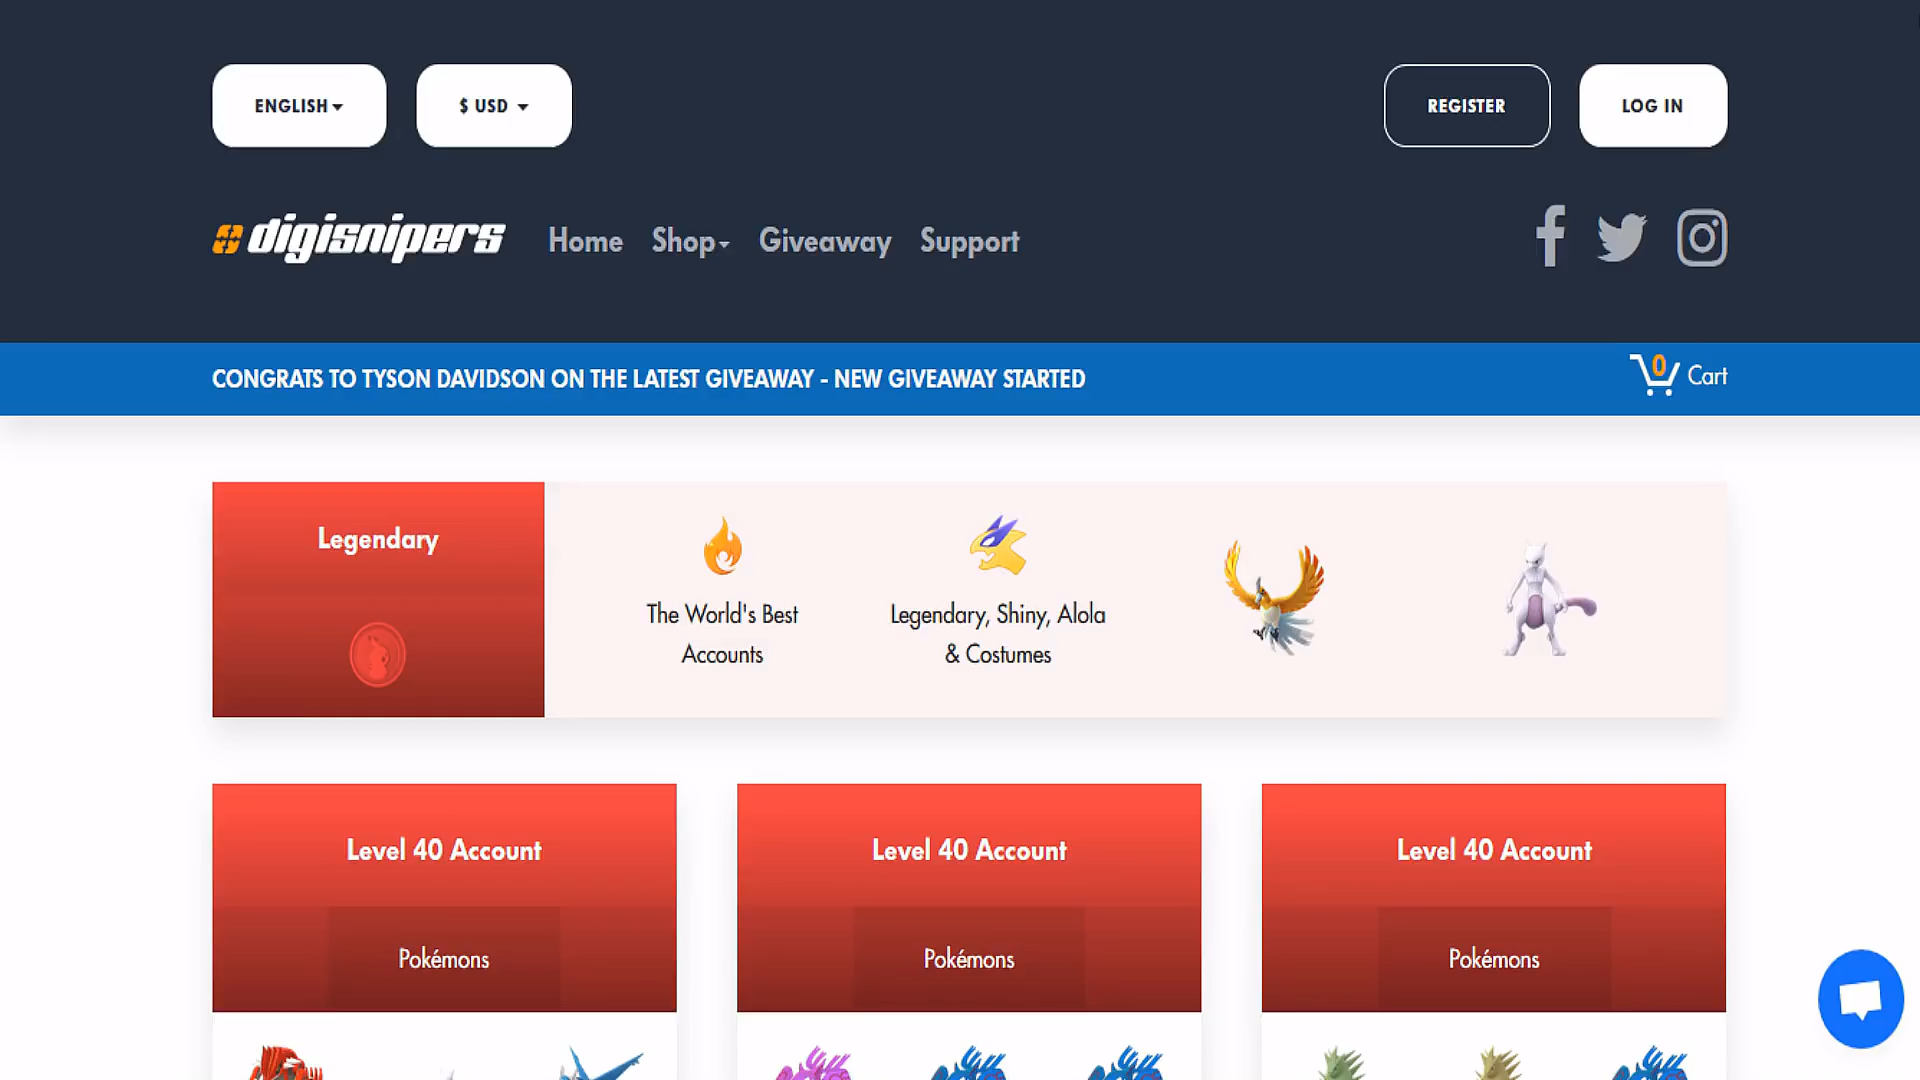 ENGLISH
$ USD
REGISTER
LOG IN
digisnipers
Home
Shop
Giveaway
Support
CONGRATS TO TYSON DAVIDSON ON THE LATEST GIVEAWAY - NEW GIVEAWAY STARTED
0
Cart
Legendary
The World's Best
Accounts
Legendary, Shiny, Alola
& Costumes
Level 40 Account
Pokémons
Level 40 Account
Pokémons
Level 40 Account
Pokémons